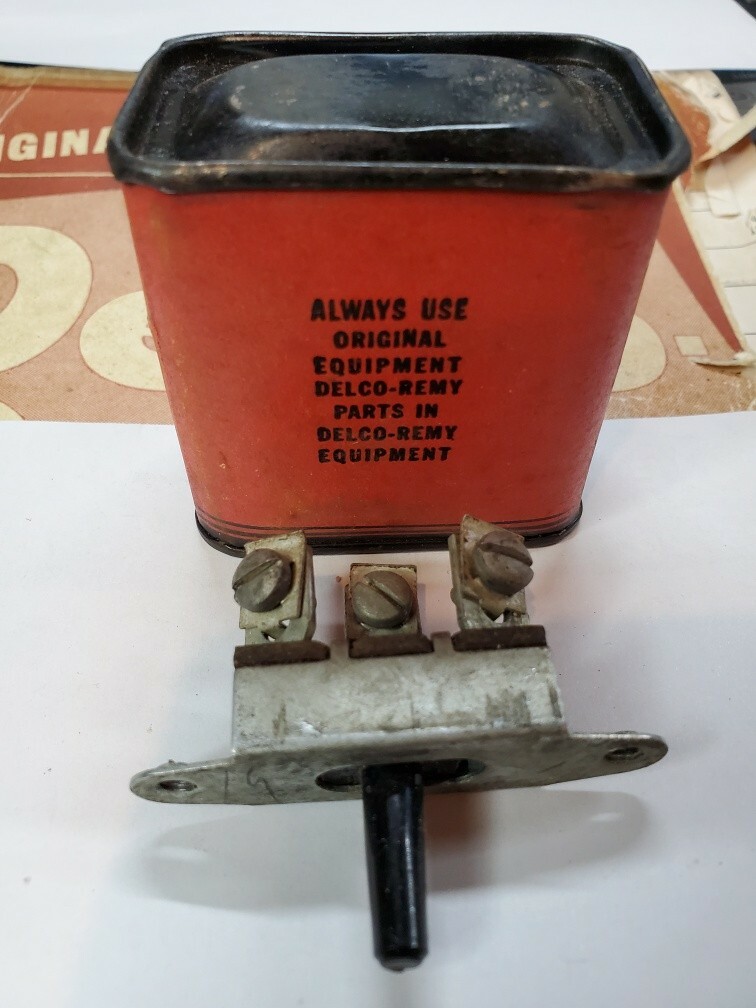 ALWAYS USE
ORIGINAL
EQUIPMENT
DELCO-REMY
PARTS IN
DELCO-REMY
EQUIPMENT